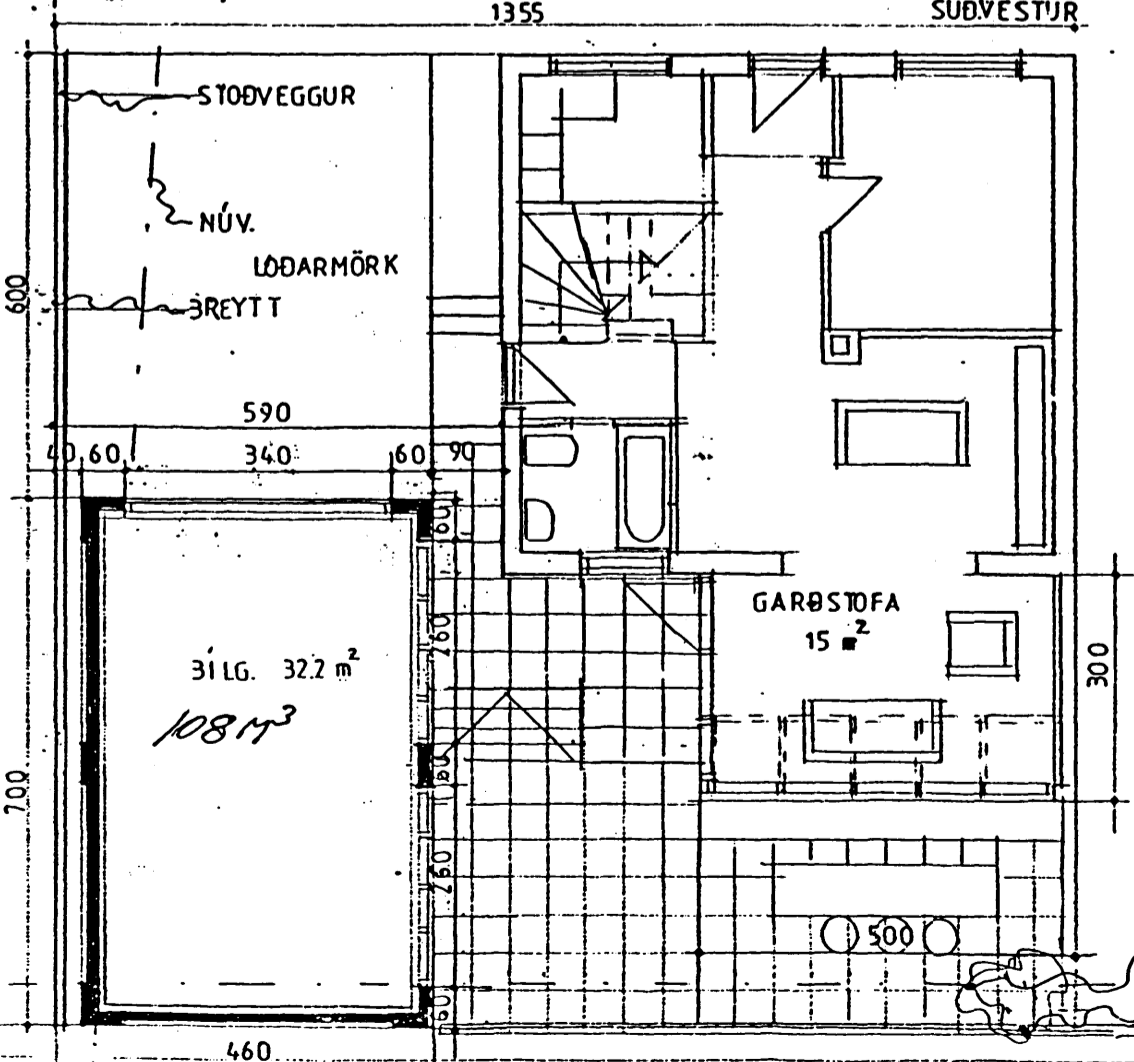 1355
SUÐVESTUR
STOÐVEGGUR
NÚV.
LOÐARMÖRK
BREYTT
600
590
40 60 340 60 90
60
GARÐSTOFA
15 m²
260
BÍLG. 32.2 m²
108 M³
300
60
700
260
500
60
460